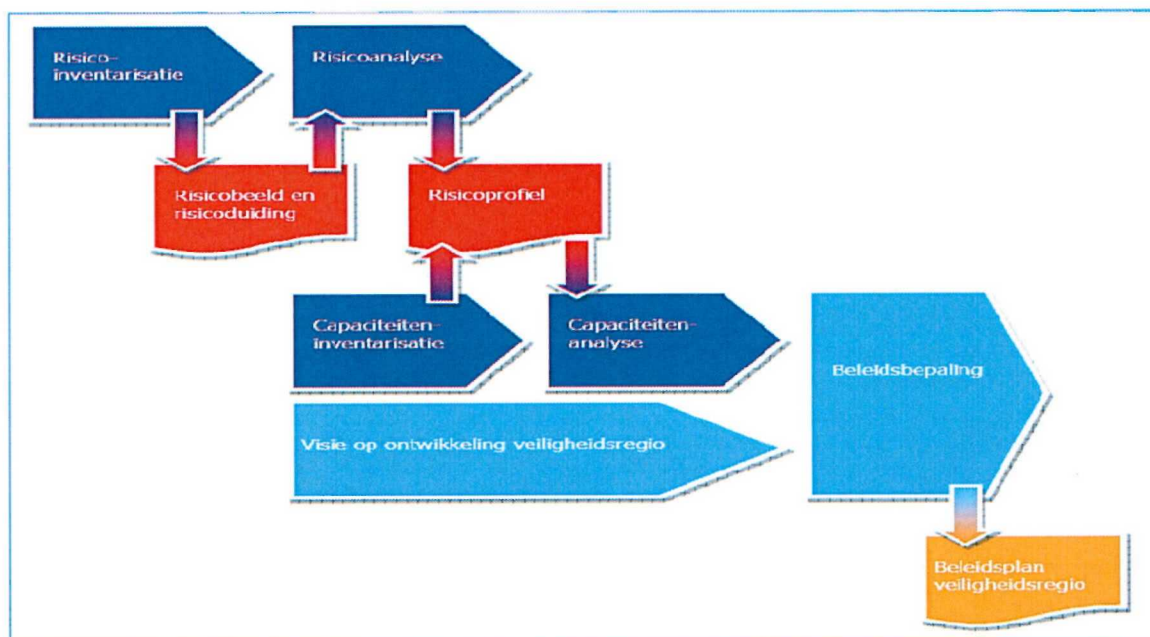 Risico-
inventarisatie
Risicoanalyse
Risicobeeld en
risicoduiding
Risicoprofiel
Capaciteiten-
inventarisatie
Capaciteiten-
analyse
Beleidsbepaling
Visie op ontwikkeling veiligheidsregio
Beleidsplan
veiligheidsregio